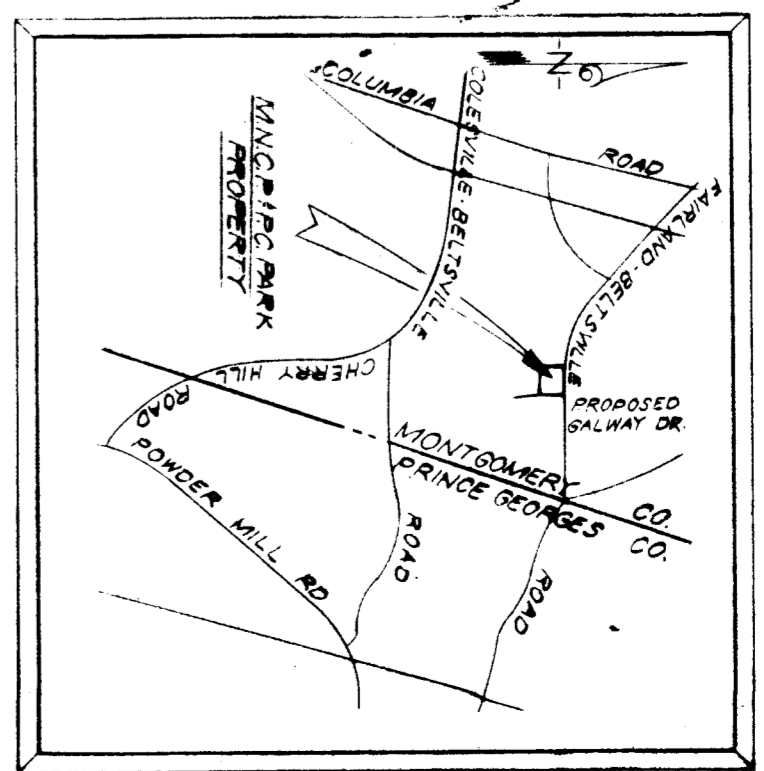 N
COLUMBIA
ROAD
COLESVILLE-BELTSVILLE
FAIRLAND-BELTSVILLE
M.N.C.P.&P.C. PARK
PROPERTY
CHERRY HILL
ROAD
PROPOSED
GALWAY DR.
MONTGOMERY
CO.
PRINCE GEORGES
CO.
POWDER MILL RD
ROAD
ROAD